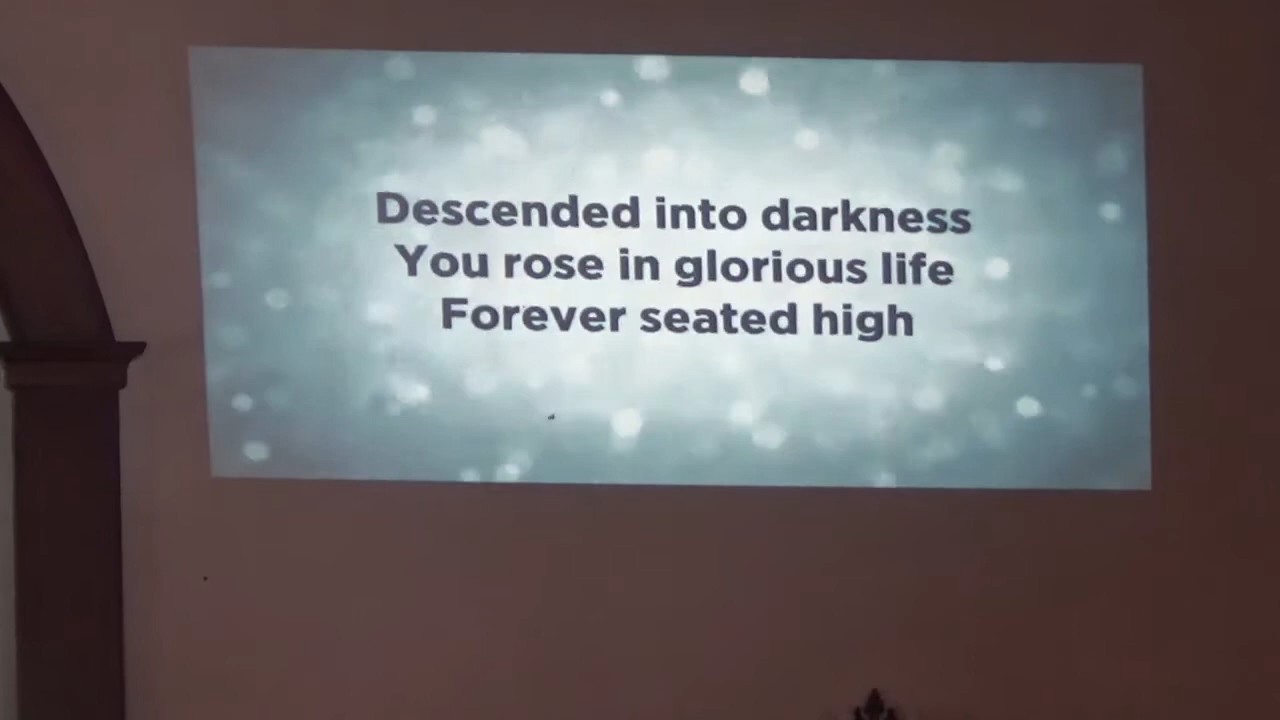 Descended into darkness
You rose in glorious life
Forever seated high